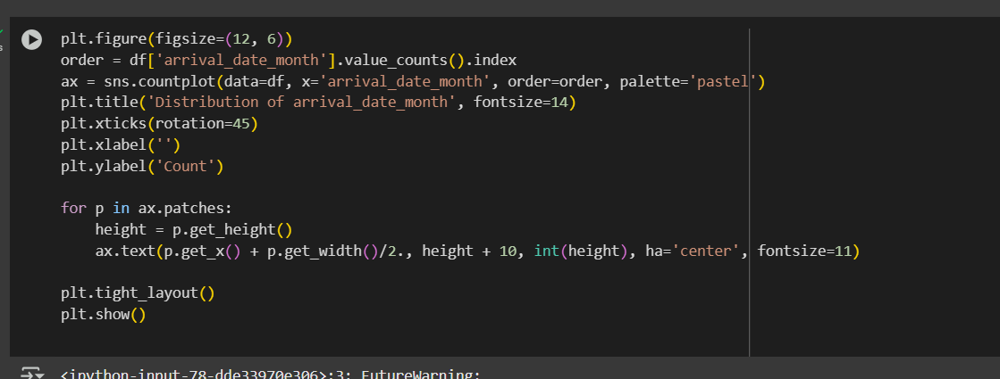 plt.figure(figsize=(12, 6))
order = df['arrival_date_month'].value_counts().index
ax = sns.countplot(data=df, x='arrival_date_month', order=order, palette='pastel')
plt.title('Distribution of arrival_date_month', fontsize=14)
plt.xticks(rotation=45)
plt.xlabel('')
plt.ylabel('Count')
for p in ax.patches:
    height = p.get_height()
    ax.text(p.get_x() + p.get_width()/2., height + 10, int(height), ha='center', fontsize=11)
plt.tight_layout()
plt.show()
<ipython-input-78-dde33970e306>:3: FutureWarning: